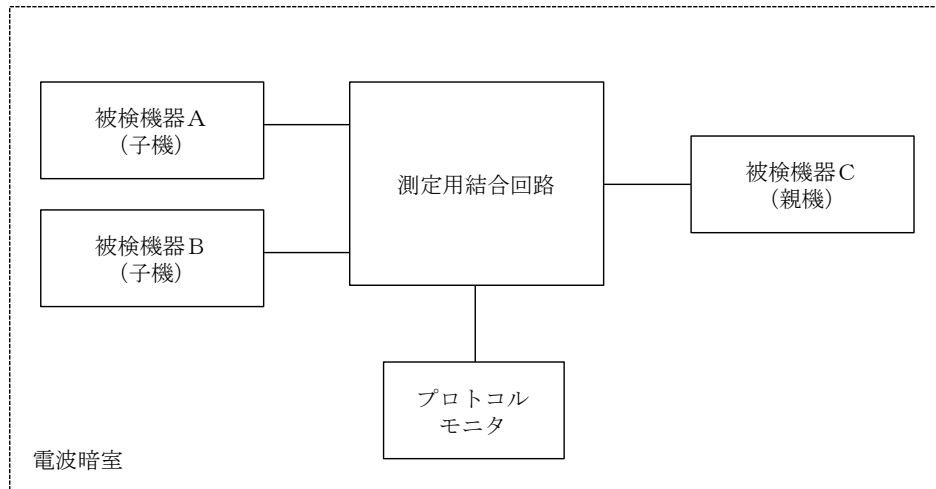 被検機器A
（子機）
測定用結合回路
被検機器C
（親機）
被検機器B
（子機）
プロトコル
モニタ
電波暗室